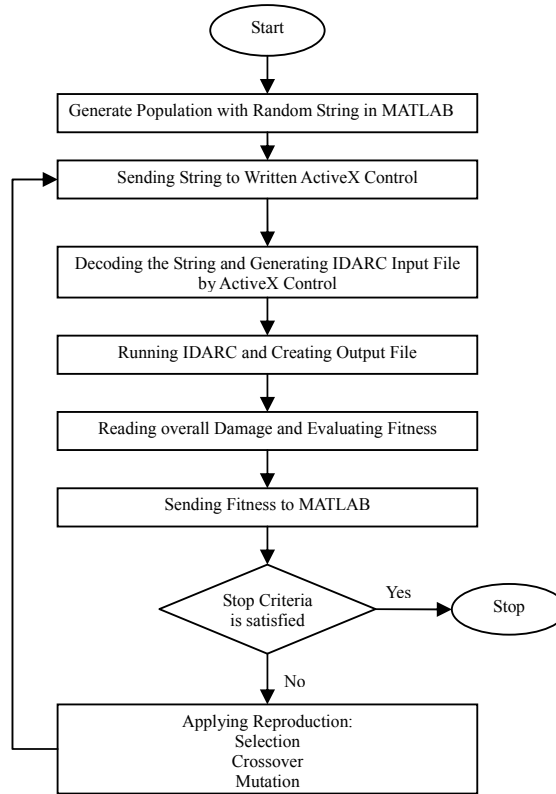 Start
Generate Population with Random String in MATLAB
Sending String to Written ActiveX Control
Decoding the String and Generating IDARC Input File
by ActiveX Control
Running IDARC and Creating Output File
Reading overall Damage and Evaluating Fitness
Sending Fitness to MATLAB
Stop Criteria
is satisfied
Yes
Stop
No
Applying Reproduction:
Selection
Crossover
Mutation